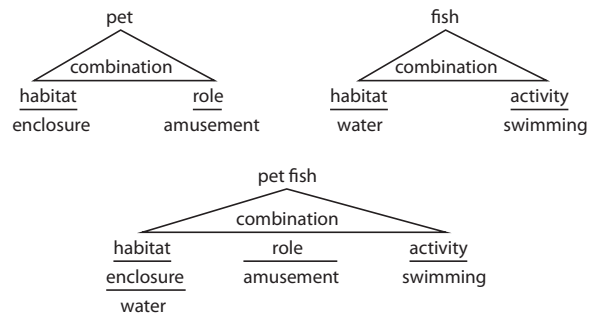 pet
combination
habitat role
enclosure amusement
fish
combination
habitat activity
water swimming
pet fish
combination
habitat role activity
enclosure amusement swimming
water